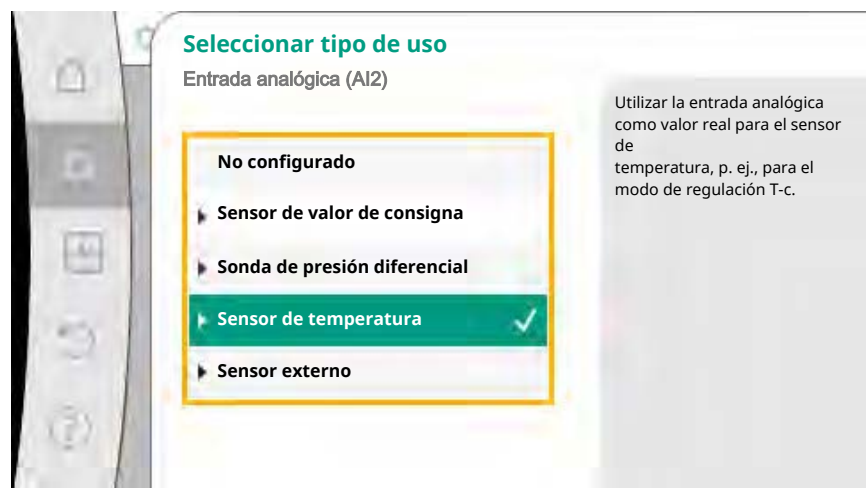 Seleccionar tipo de uso
Entrada analógica (AI2)
No configurado
Sensor de valor de consigna
Sonda de presión diferencial
Sensor de temperatura
Sensor externo
Utilizar la entrada analógica
como valor real para el sensor
de
temperatura, p. ej., para el
modo de regulación T-c.